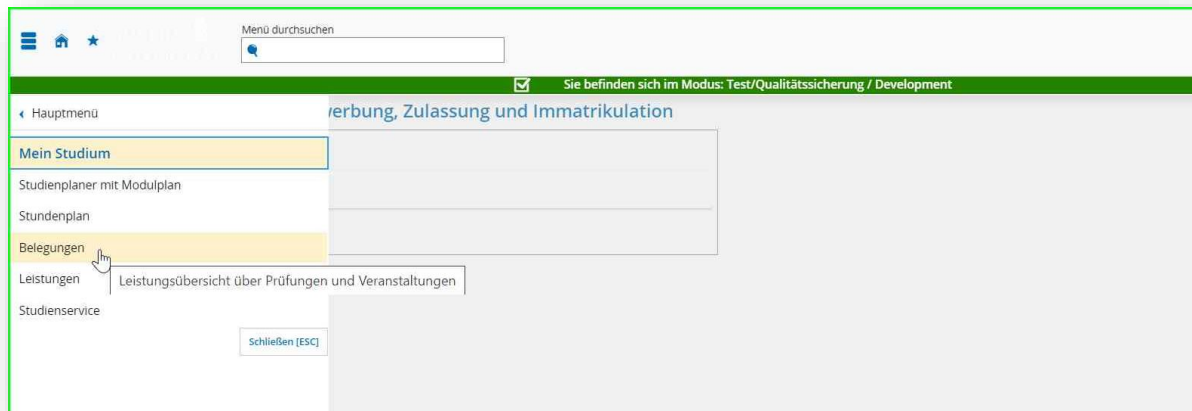 Menü durchsuchen
Sie befinden sich im Modus: Test/Qualitätssicherung / Development
Hauptmenü
erbung, Zulassung und Immatrikulation
Mein Studium
Studienplaner mit Modulplan
Stundenplan
Belegungen
Leistungen
Leistungsübersicht über Prüfungen und Veranstaltungen
Studienservice
Schließen [ESC]